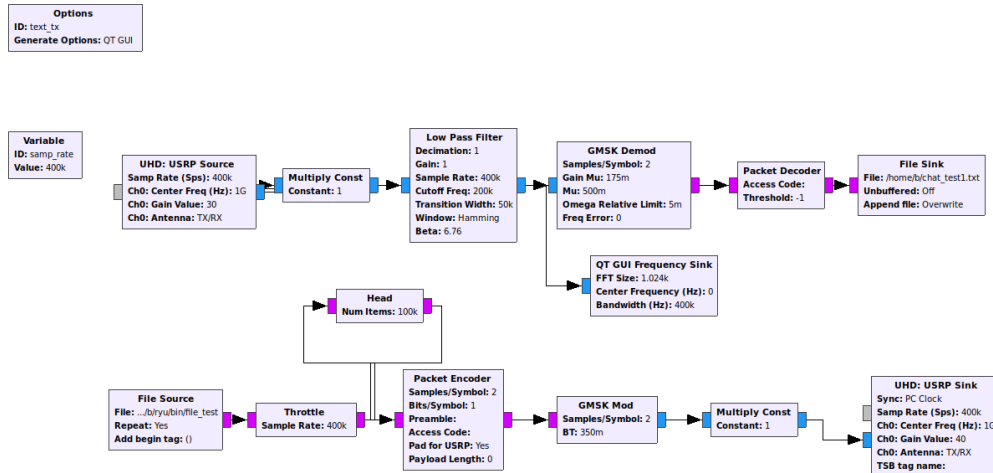 Options
ID: text_tx
Generate Options: QT GUI
Variable
ID: samp_rate
Value: 400k
UHD: USRP Source
Samp Rate (Sps): 400k
Ch0: Center Freq (Hz): 1G
Ch0: Gain Value: 30
Ch0: Antenna: TX/RX
Multiply Const
Constant: 1
Low Pass Filter
Decimation: 1
Gain: 1
Sample Rate: 400k
Cutoff Freq: 200k
Transition Width: 50k
Window: Hamming
Beta: 6.76
GMSK Demod
Samples/Symbol: 2
Gain Mu: 175m
Mu: 500m
Omega Relative Limit: 5m
Freq Error: 0
Packet Decoder
Access Code:
Threshold: -1
File Sink
File: /home/b/chat_test1.txt
Unbuffered: Off
Append file: Overwrite
QT GUI Frequency Sink
FFT Size: 1.024k
Center Frequency (Hz): 0
Bandwidth (Hz): 400k
Head
Num Items: 100k
File Source
File: .../b/ryu/bin/file_test
Repeat: Yes
Add begin tag: ()
Throttle
Sample Rate: 400k
Packet Encoder
Samples/Symbol: 2
Bits/Symbol: 1
Preamble:
Access Code:
Pad for USRP: Yes
Payload Length: 0
GMSK Mod
Samples/Symbol: 2
BT: 350m
Multiply Const
Constant: 1
UHD: USRP Sink
Sync: PC Clock
Samp Rate (Sps): 400k
Ch0: Center Freq (Hz): 1G
Ch0: Gain Value: 40
Ch0: Antenna: TX/RX
TSB tag name: